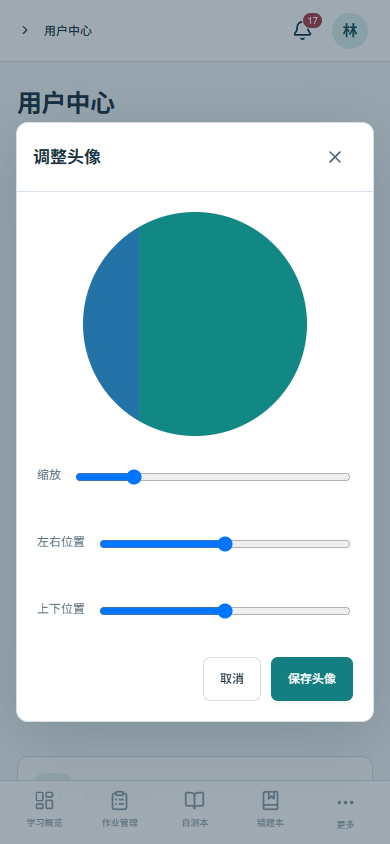 用户中心
17
林
用户中心
调整头像
缩放
左右位置
上下位置
取消
保存头像
学习概览
作业管理
自测本
错题本
更多